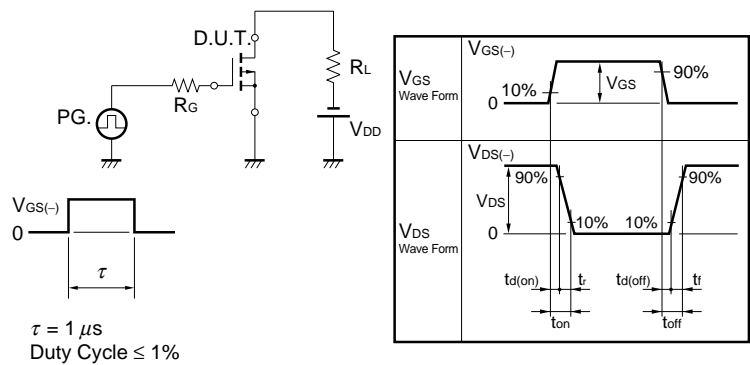 D.U.T.
RL
RG
PG.
VDD
VGS(−)
0
τ
τ = 1 μs
Duty Cycle ≤ 1%
VGS
Wave Form
VGS(−)
10%
VGS
90%
0
VDS
Wave Form
VDS(−)
90%
90%
VDS
10%
10%
0
td(on)
tr
td(off)
tf
ton
toff